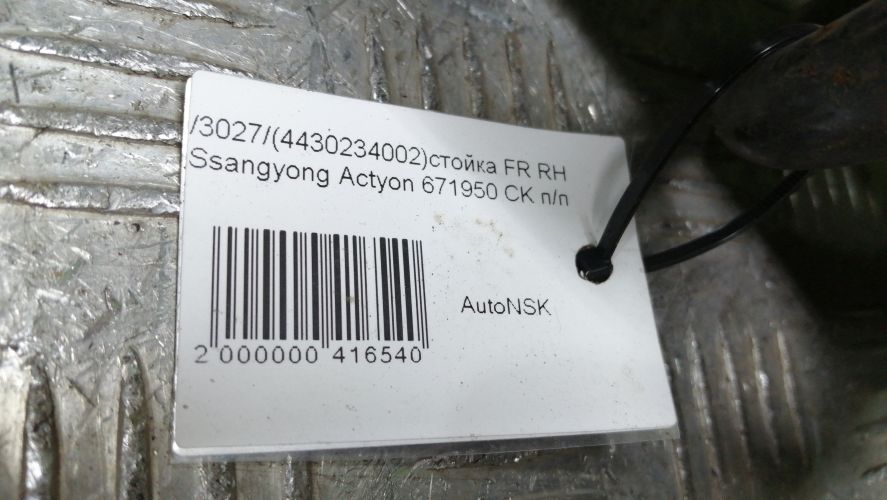 /3027/(4430234002)стойка FR RH
Ssangyong Actyon 671950 CK п/п
AutoNSK
2 000000 416540